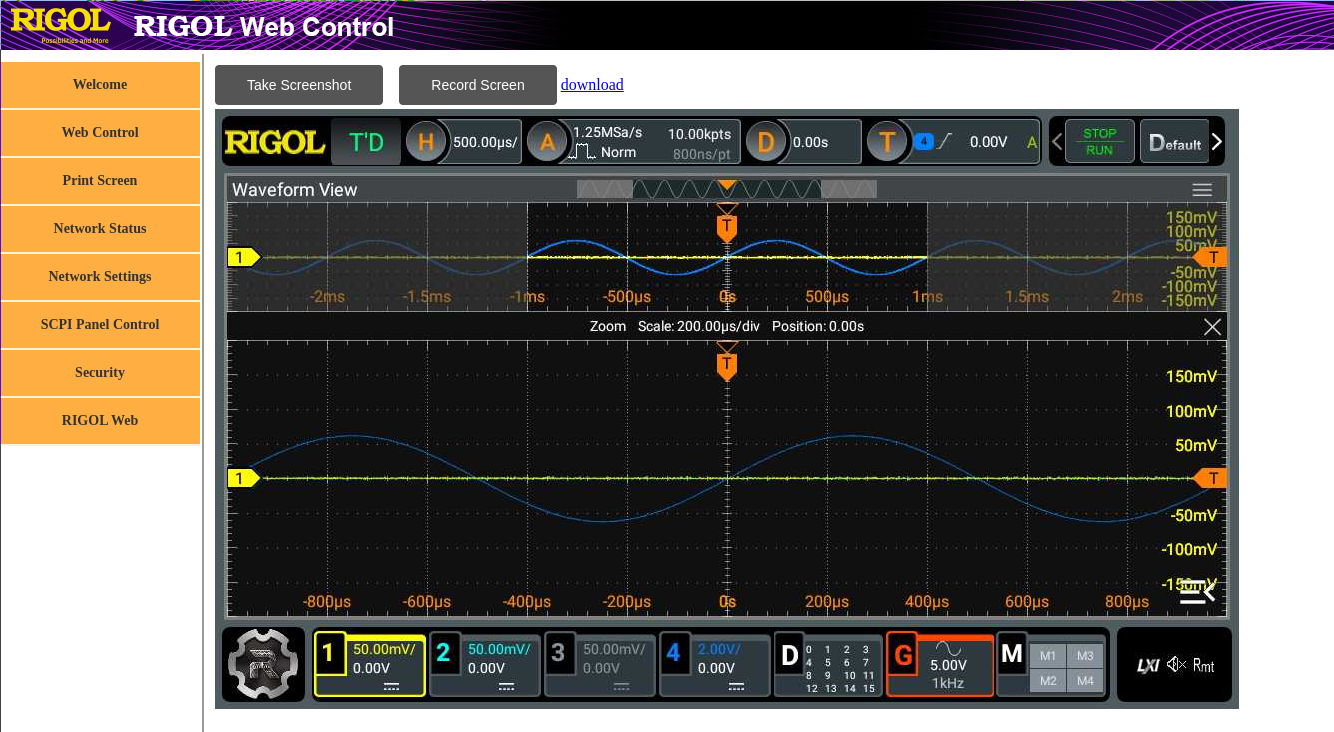 RIGOL
Possibilities and More
RIGOL Web Control
Welcome
Web Control
Print Screen
Network Status
Network Settings
SCPI Panel Control
Security
RIGOL Web
Take Screenshot Record Screen download
RIGOL T'D H 500.00µs/ A 1.25MSa/s 10.00kpts D 0.00s T 4 0.00V A STOP Default
Norm 800ns/pt RUN
Waveform View
T
150mV
100mV
50mV
1 T
-50mV
-100mV
-2ms -1.5ms -1ms -500µs 0s 500µs 1ms 1.5ms 2ms -150mV
Zoom Scale: 200.00µs/div Position: 0.00s
T
150mV
100mV
50mV
1 T
-50mV
-100mV
-150mV
-800µs -600µs -400µs -200µs 0s 200µs 400µs 600µs 800µs
R
1 50.00mV/ 2 50.00mV/ 3 50.00mV/ 4 2.00V/ D 0 1 2 3 G 5.00V M M1 M3
0.00V 0.00V 0.00V 0.00V 4 5 6 7 1kHz M2 M4
8 9 10 11
12 13 14 15
LXI Rmt